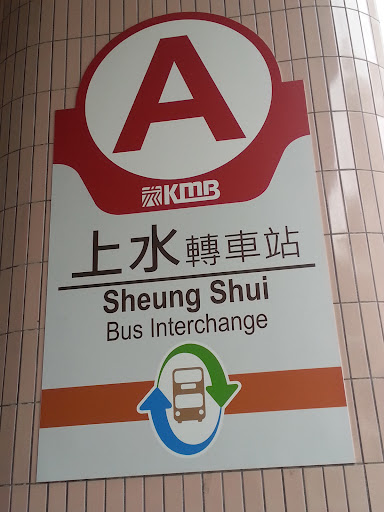 A
KMB
上水轉車站
Sheung Shui
Bus Interchange